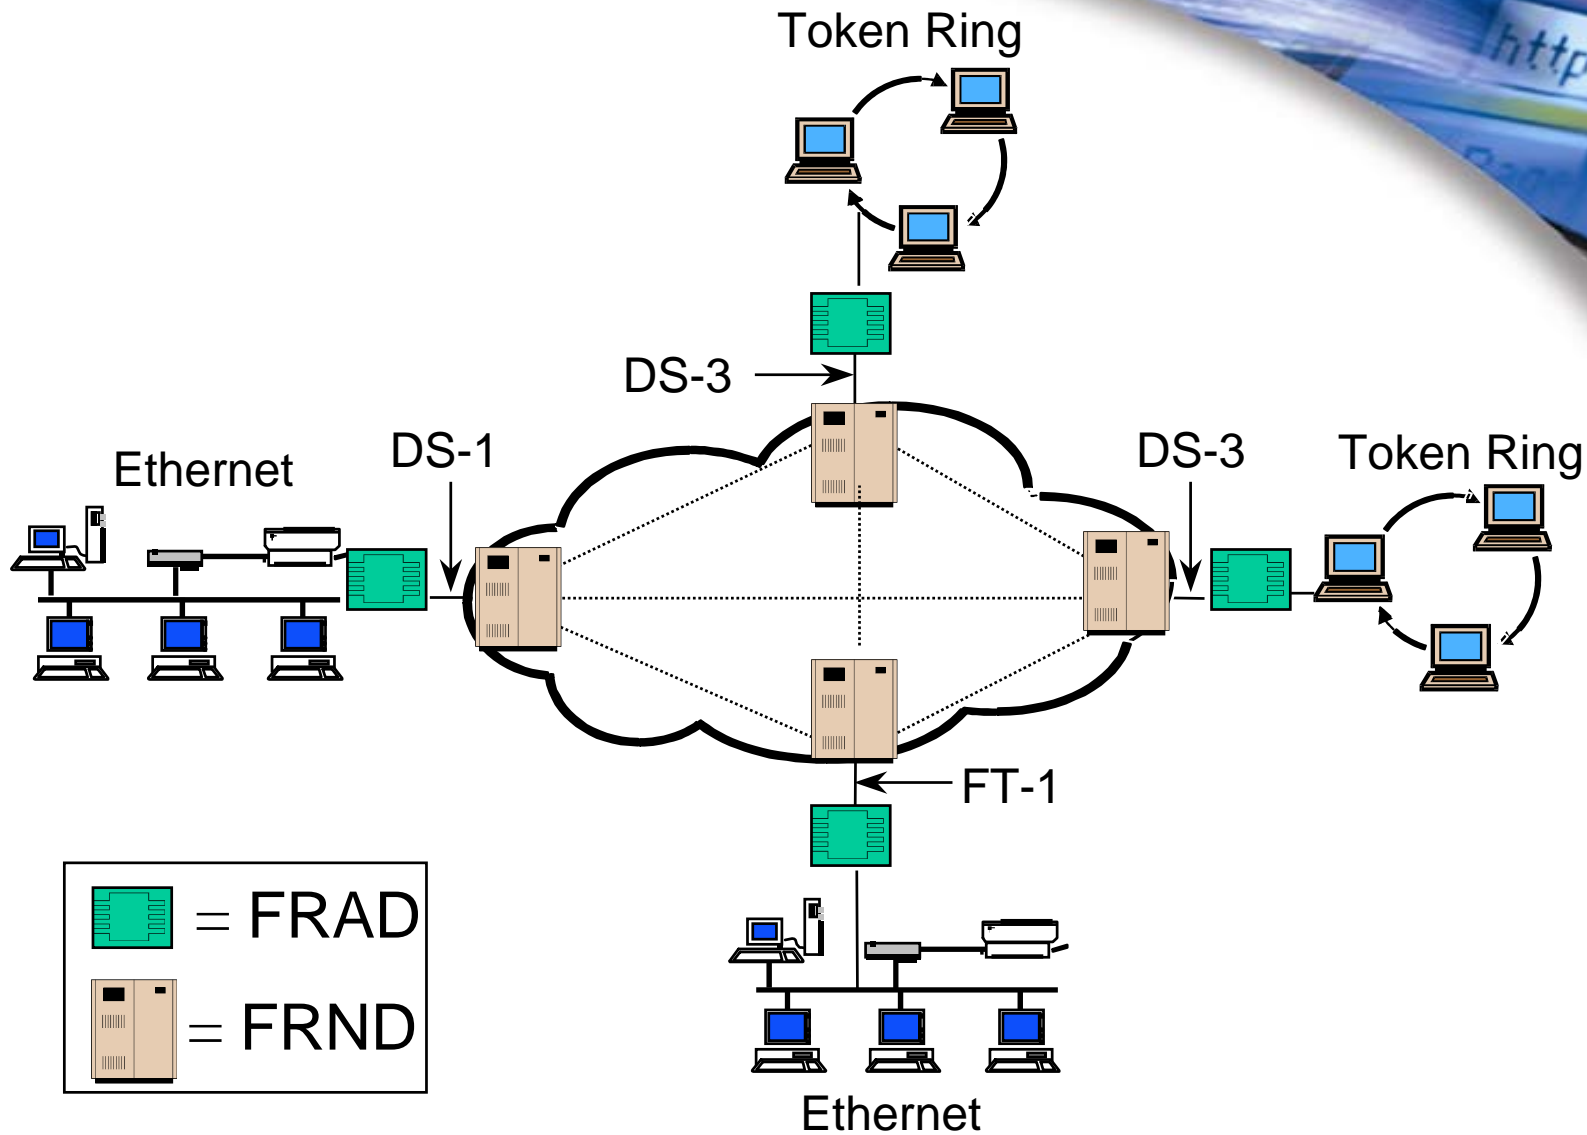 Token Ring
http
DS-3
DS-1
DS-3
Token Ring
Ethernet
FT-1
= FRAD
= FRND
Ethernet